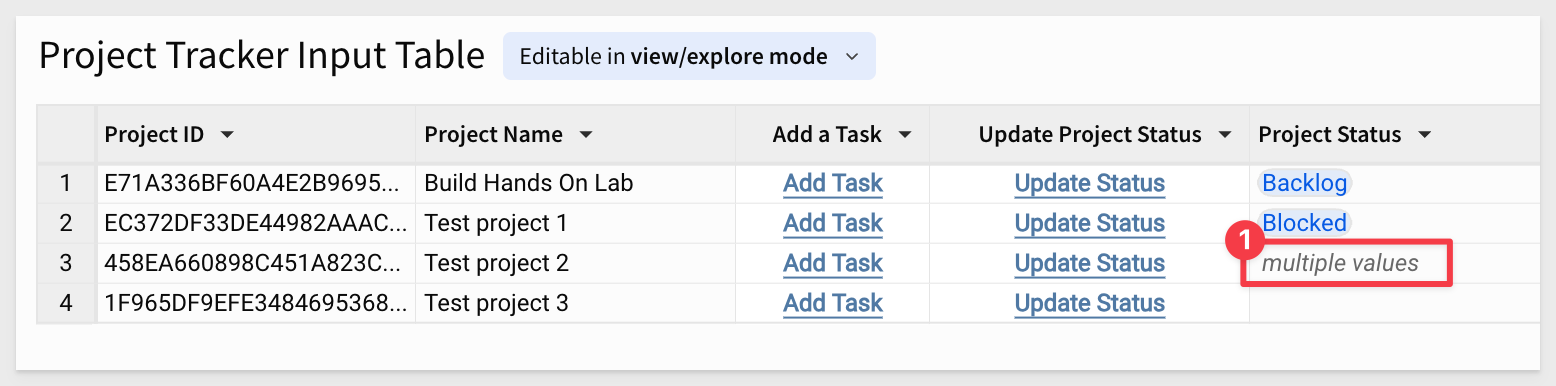 Project Tracker Input Table Editable in view/explore mode
Project ID Project Name Add a Task Update Project Status Project Status
1 E71A336BF60A4E2B9695... Build Hands On Lab Add Task Update Status Backlog
2 EC372DF33DE44982AAAC... Test project 1 Add Task Update Status Blocked
1
3 458EA660898C451A823C... Test project 2 Add Task Update Status multiple values
4 1F965DF9EFE3484695368... Test project 3 Add Task Update Status